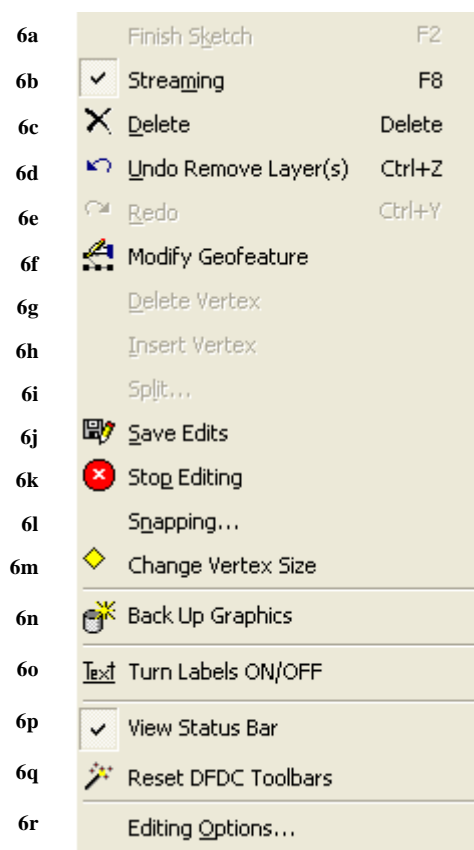 6a Finish Sketch F2
6b Streaming F8
6c Delete Delete
6d Undo Remove Layer(s) Ctrl+Z
6e Redo Ctrl+Y
6f Modify Geofeature
6g Delete Vertex
6h Insert Vertex
6i Split...
6j Save Edits
6k Stop Editing
6l Snapping...
6m Change Vertex Size
6n Back Up Graphics
6o Text Turn Labels ON/OFF
6p View Status Bar
6q Reset DFDC Toolbars
6r Editing Options...